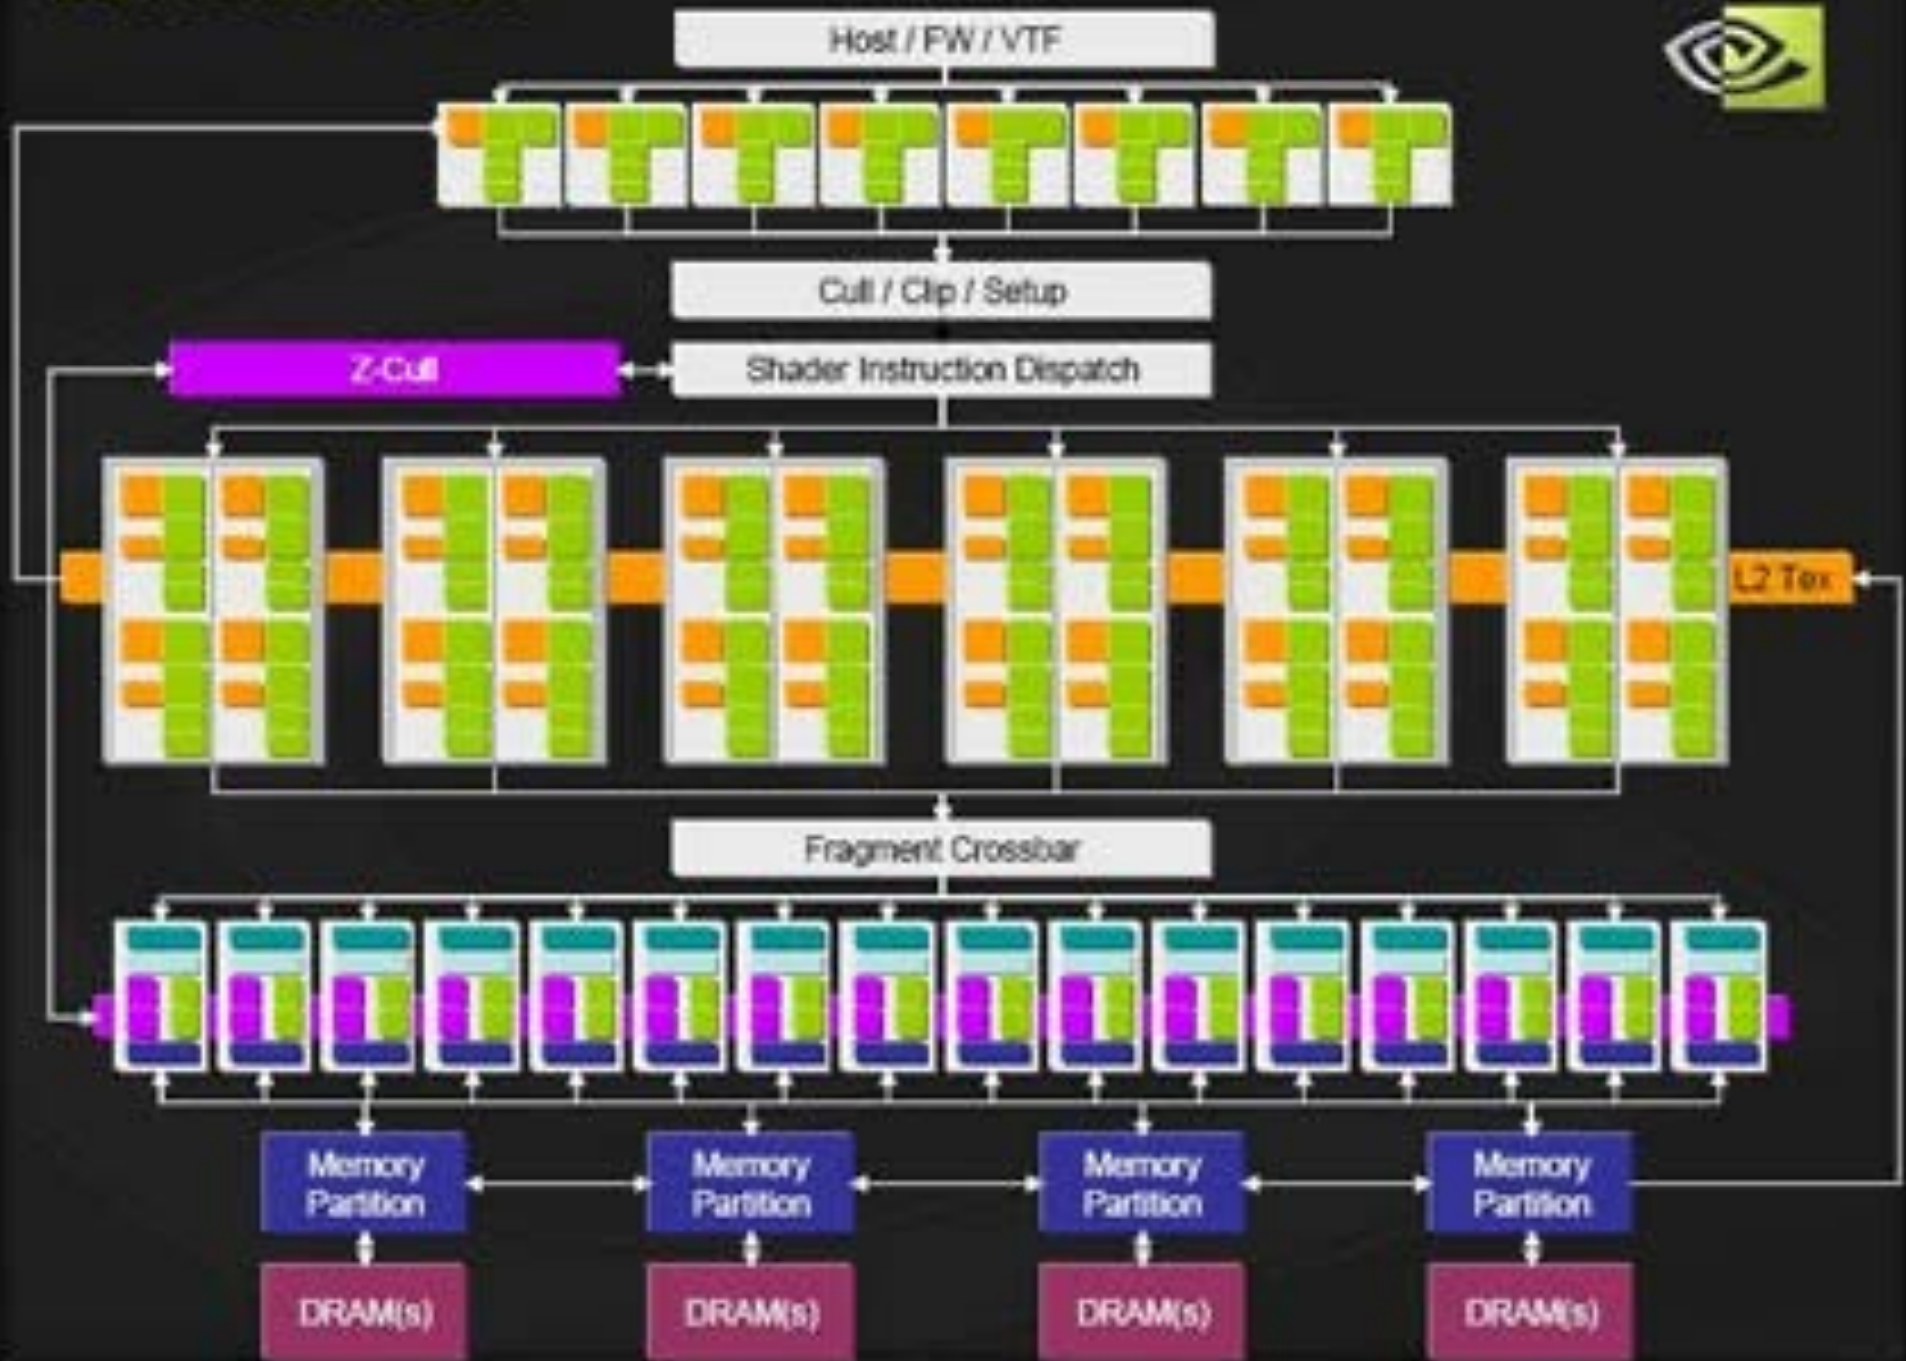 Host / FW / VTF
Cull / Clip / Setup
Z-Cull
Shader Instruction Dispatch
L2 Tex
Fragment Crossbar
Memory
Partition
Memory
Partition
Memory
Partition
Memory
Partition
DRAM(s)
DRAM(s)
DRAM(s)
DRAM(s)